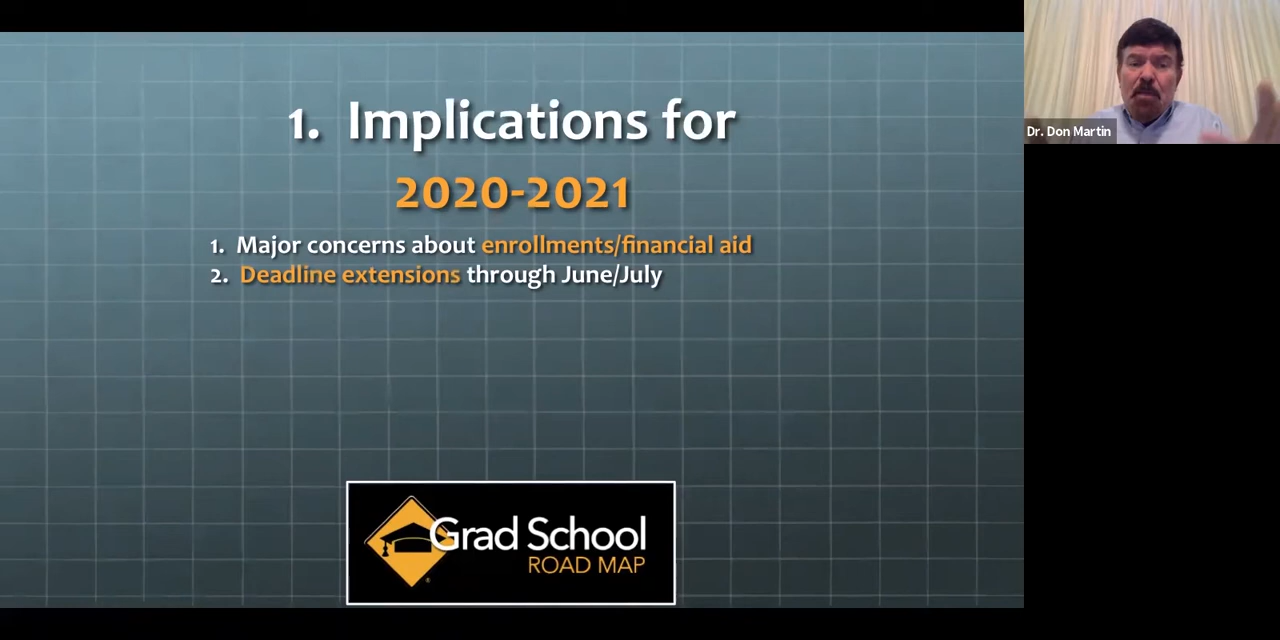 1. Implications for
2020-2021
1. Major concerns about enrollments/financial aid
2. Deadline extensions through June/July
Grad School
ROAD MAP
®
Dr. Don Martin